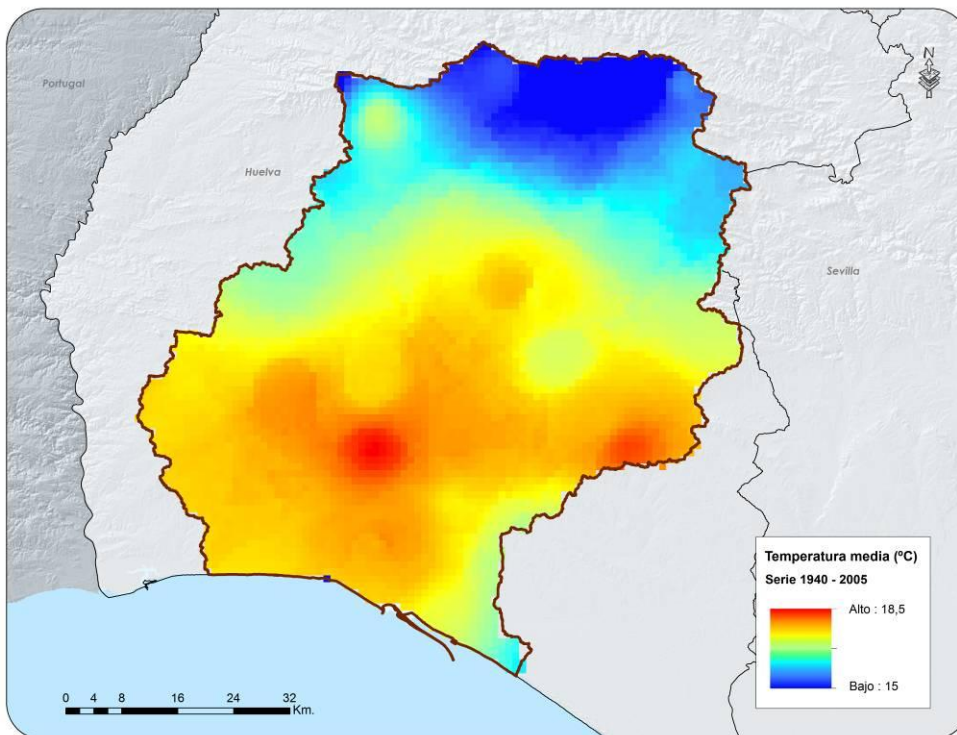 N
Portugal
Huelva
Sevilla
Temperatura media (ºC)
Serie 1940 - 2005
Alto : 18,5
Bajo : 15
0 4 8 16 24 32
Km.